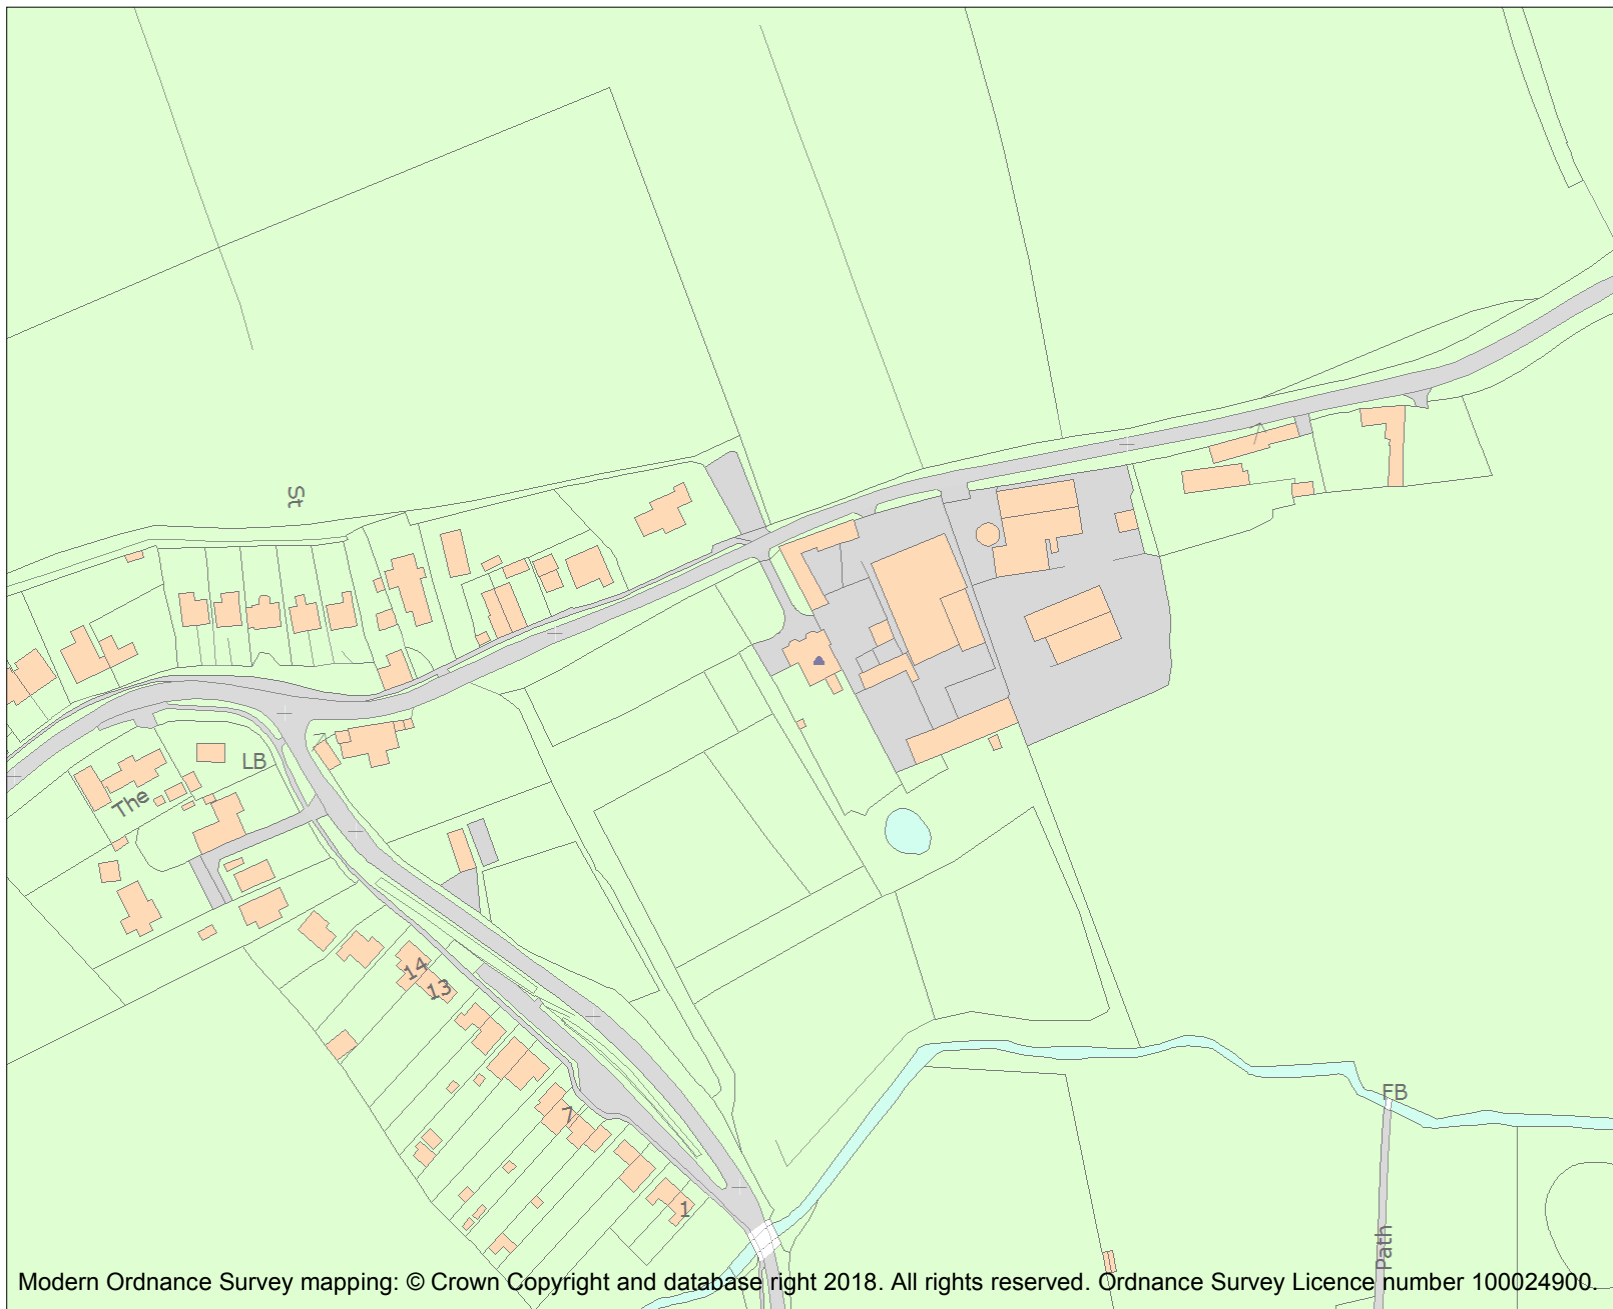 St
LB
The
14
13
7
1
FB
Path
Modern Ordnance Survey mapping: © Crown Copyright and database right 2018. All rights reserved. Ordnance Survey Licence number 100024900.